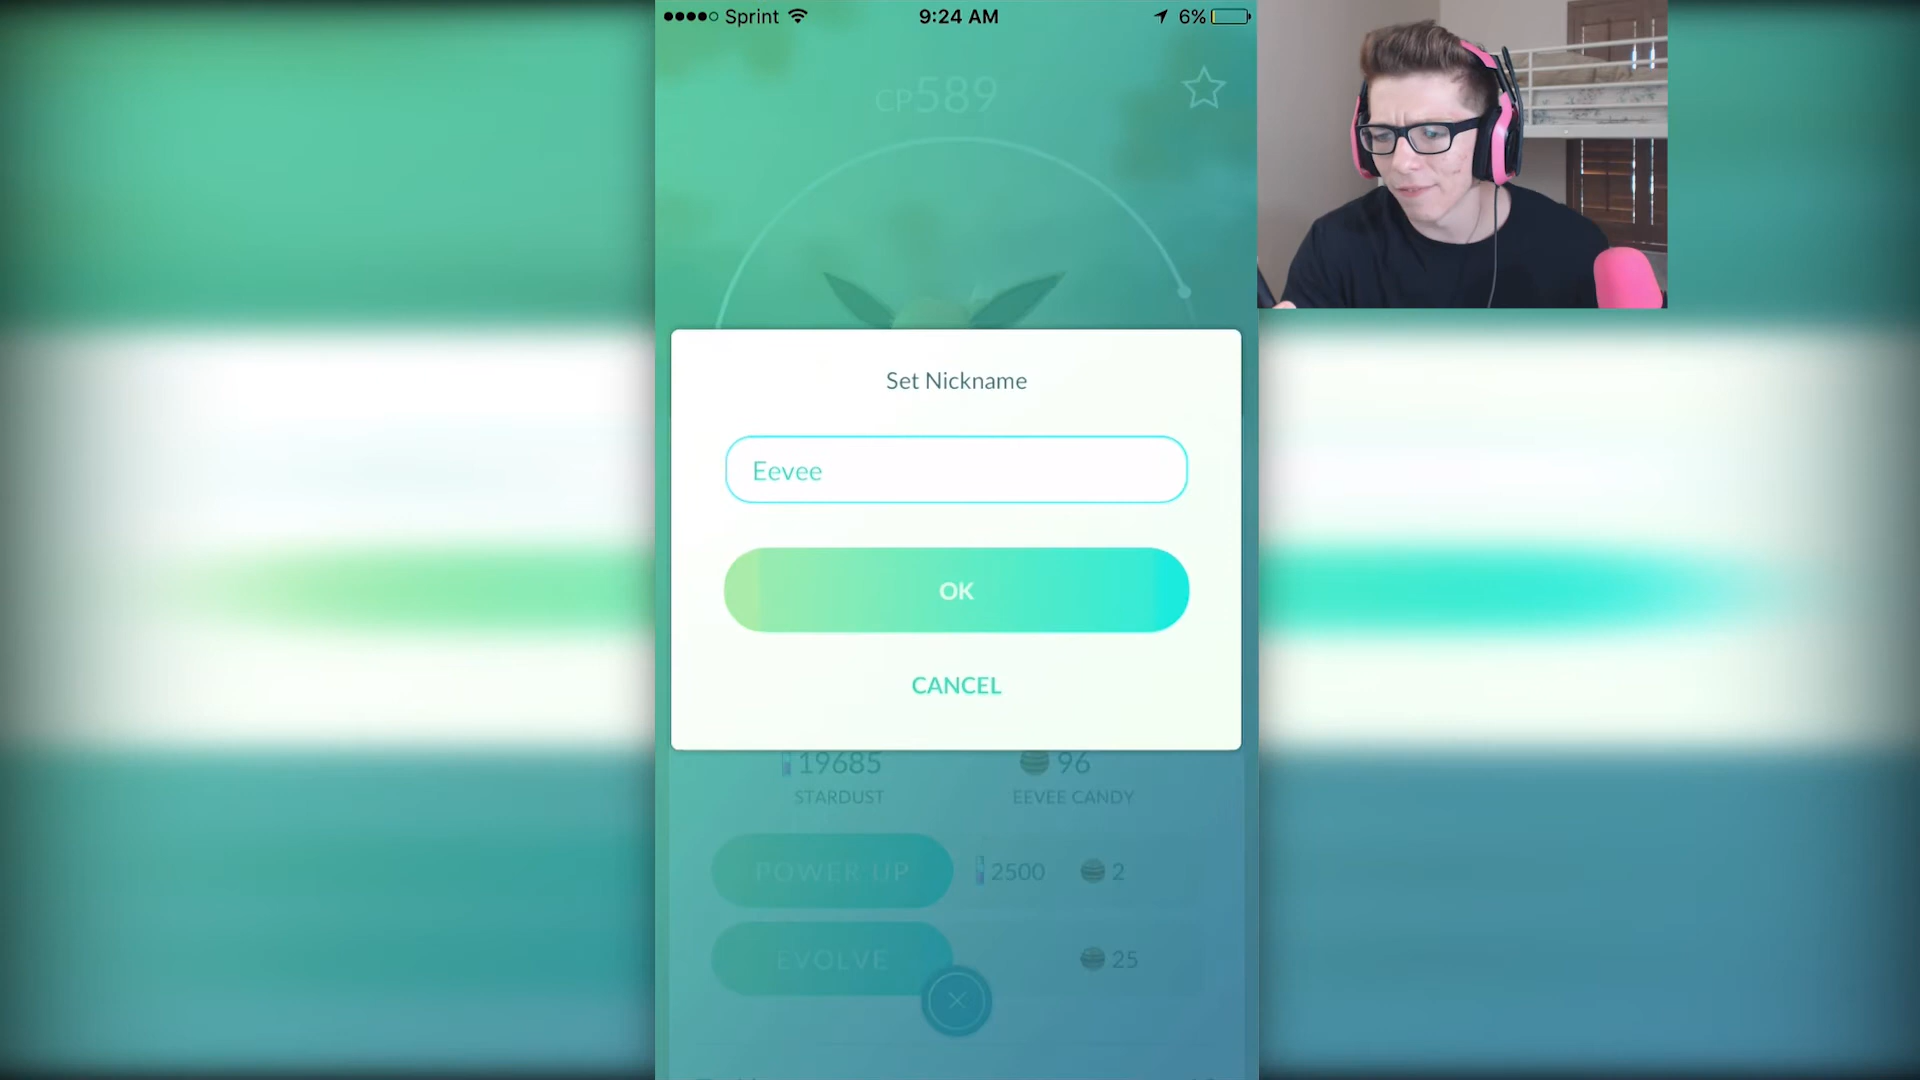 Sprint 9:24 AM 6%
CP589
Set Nickname
Eevee
OK
CANCEL
19685 96
STARDUST EEVEE CANDY
POWER UP 2500 2
EVOLVE 25